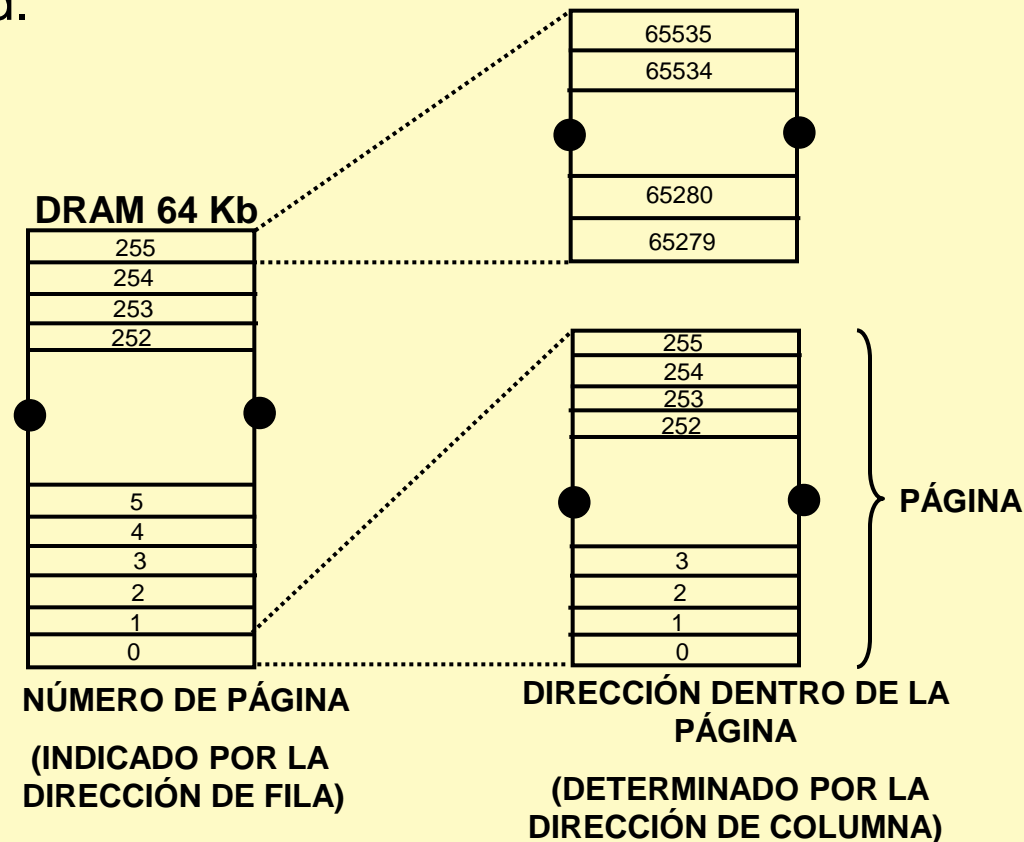 d.
65535
65534
65280
65279
DRAM 64 Kb
255
254
253
252
5
4
3
2
1
0
255
254
253
252
3
2
1
0
PÁGINA
NÚMERO DE PÁGINA
(INDICADO POR LA
DIRECCIÓN DE FILA)
DIRECCIÓN DENTRO DE LA
PÁGINA
(DETERMINADO POR LA
DIRECCIÓN DE COLUMNA)